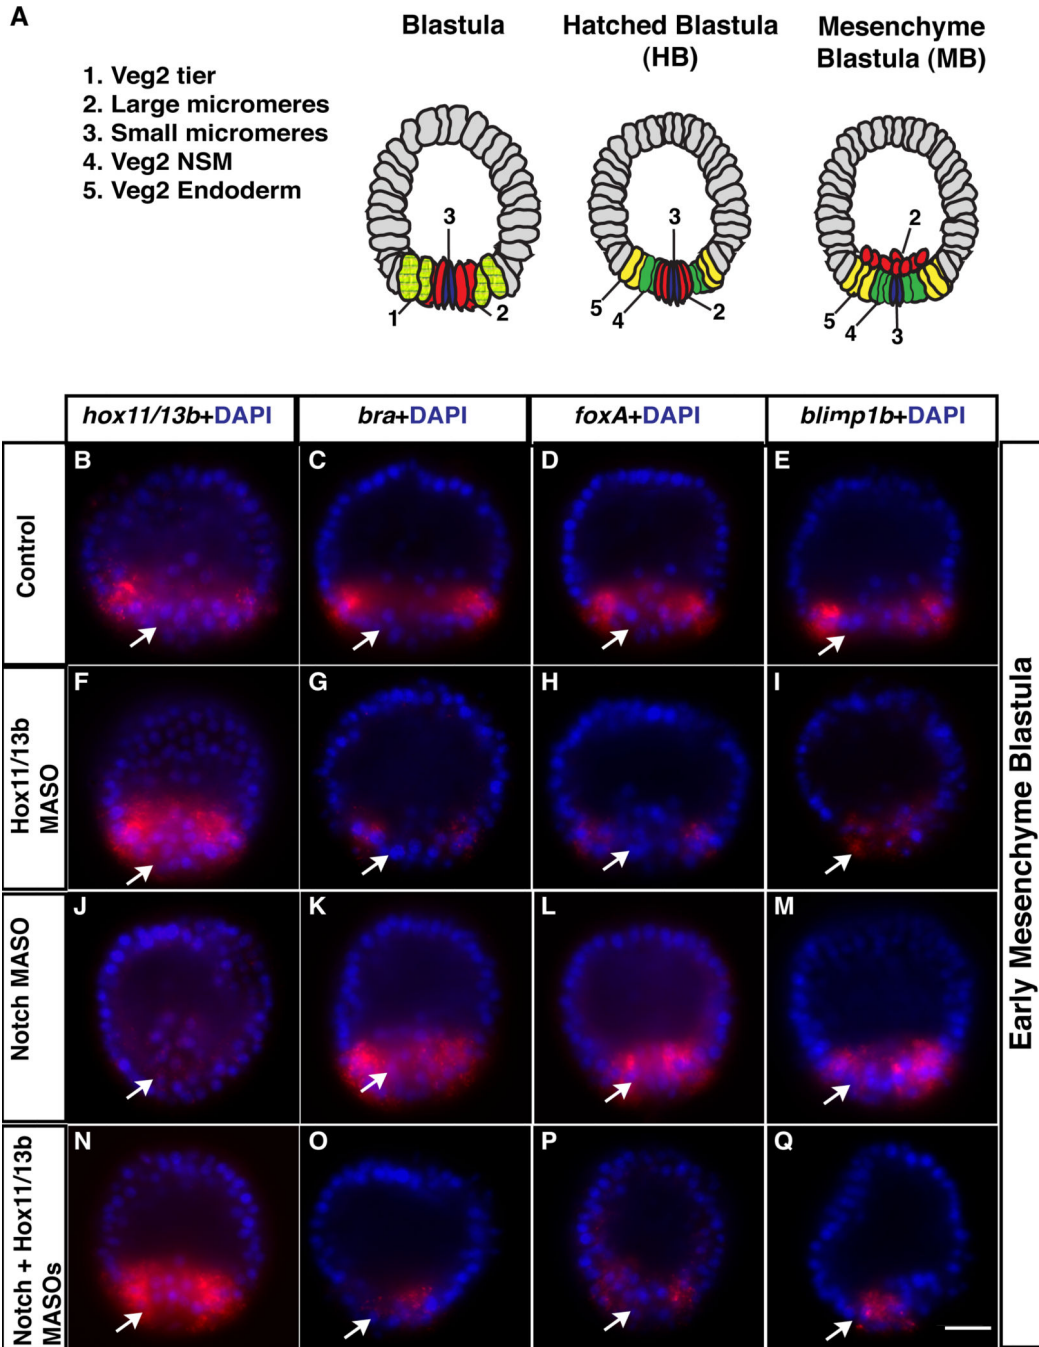 A
Blastula
Hatched Blastula
(HB)
Mesenchyme
Blastula (MB)
1. Veg2 tier
2. Large micromeres
3. Small micromeres
4. Veg2 NSM
5. Veg2 Endoderm
3
1
2
3
5
4
2
2
5
4
3
hox11/13b+DAPI
bra+DAPI
foxA+DAPI
blimp1b+DAPI
Control
B
C
D
E
Hox11/13b
MASO
F
G
H
I
Notch MASO
J
K
L
M
Notch + Hox11/13b
MASOs
N
O
P
Q
Early Mesenchyme Blastula